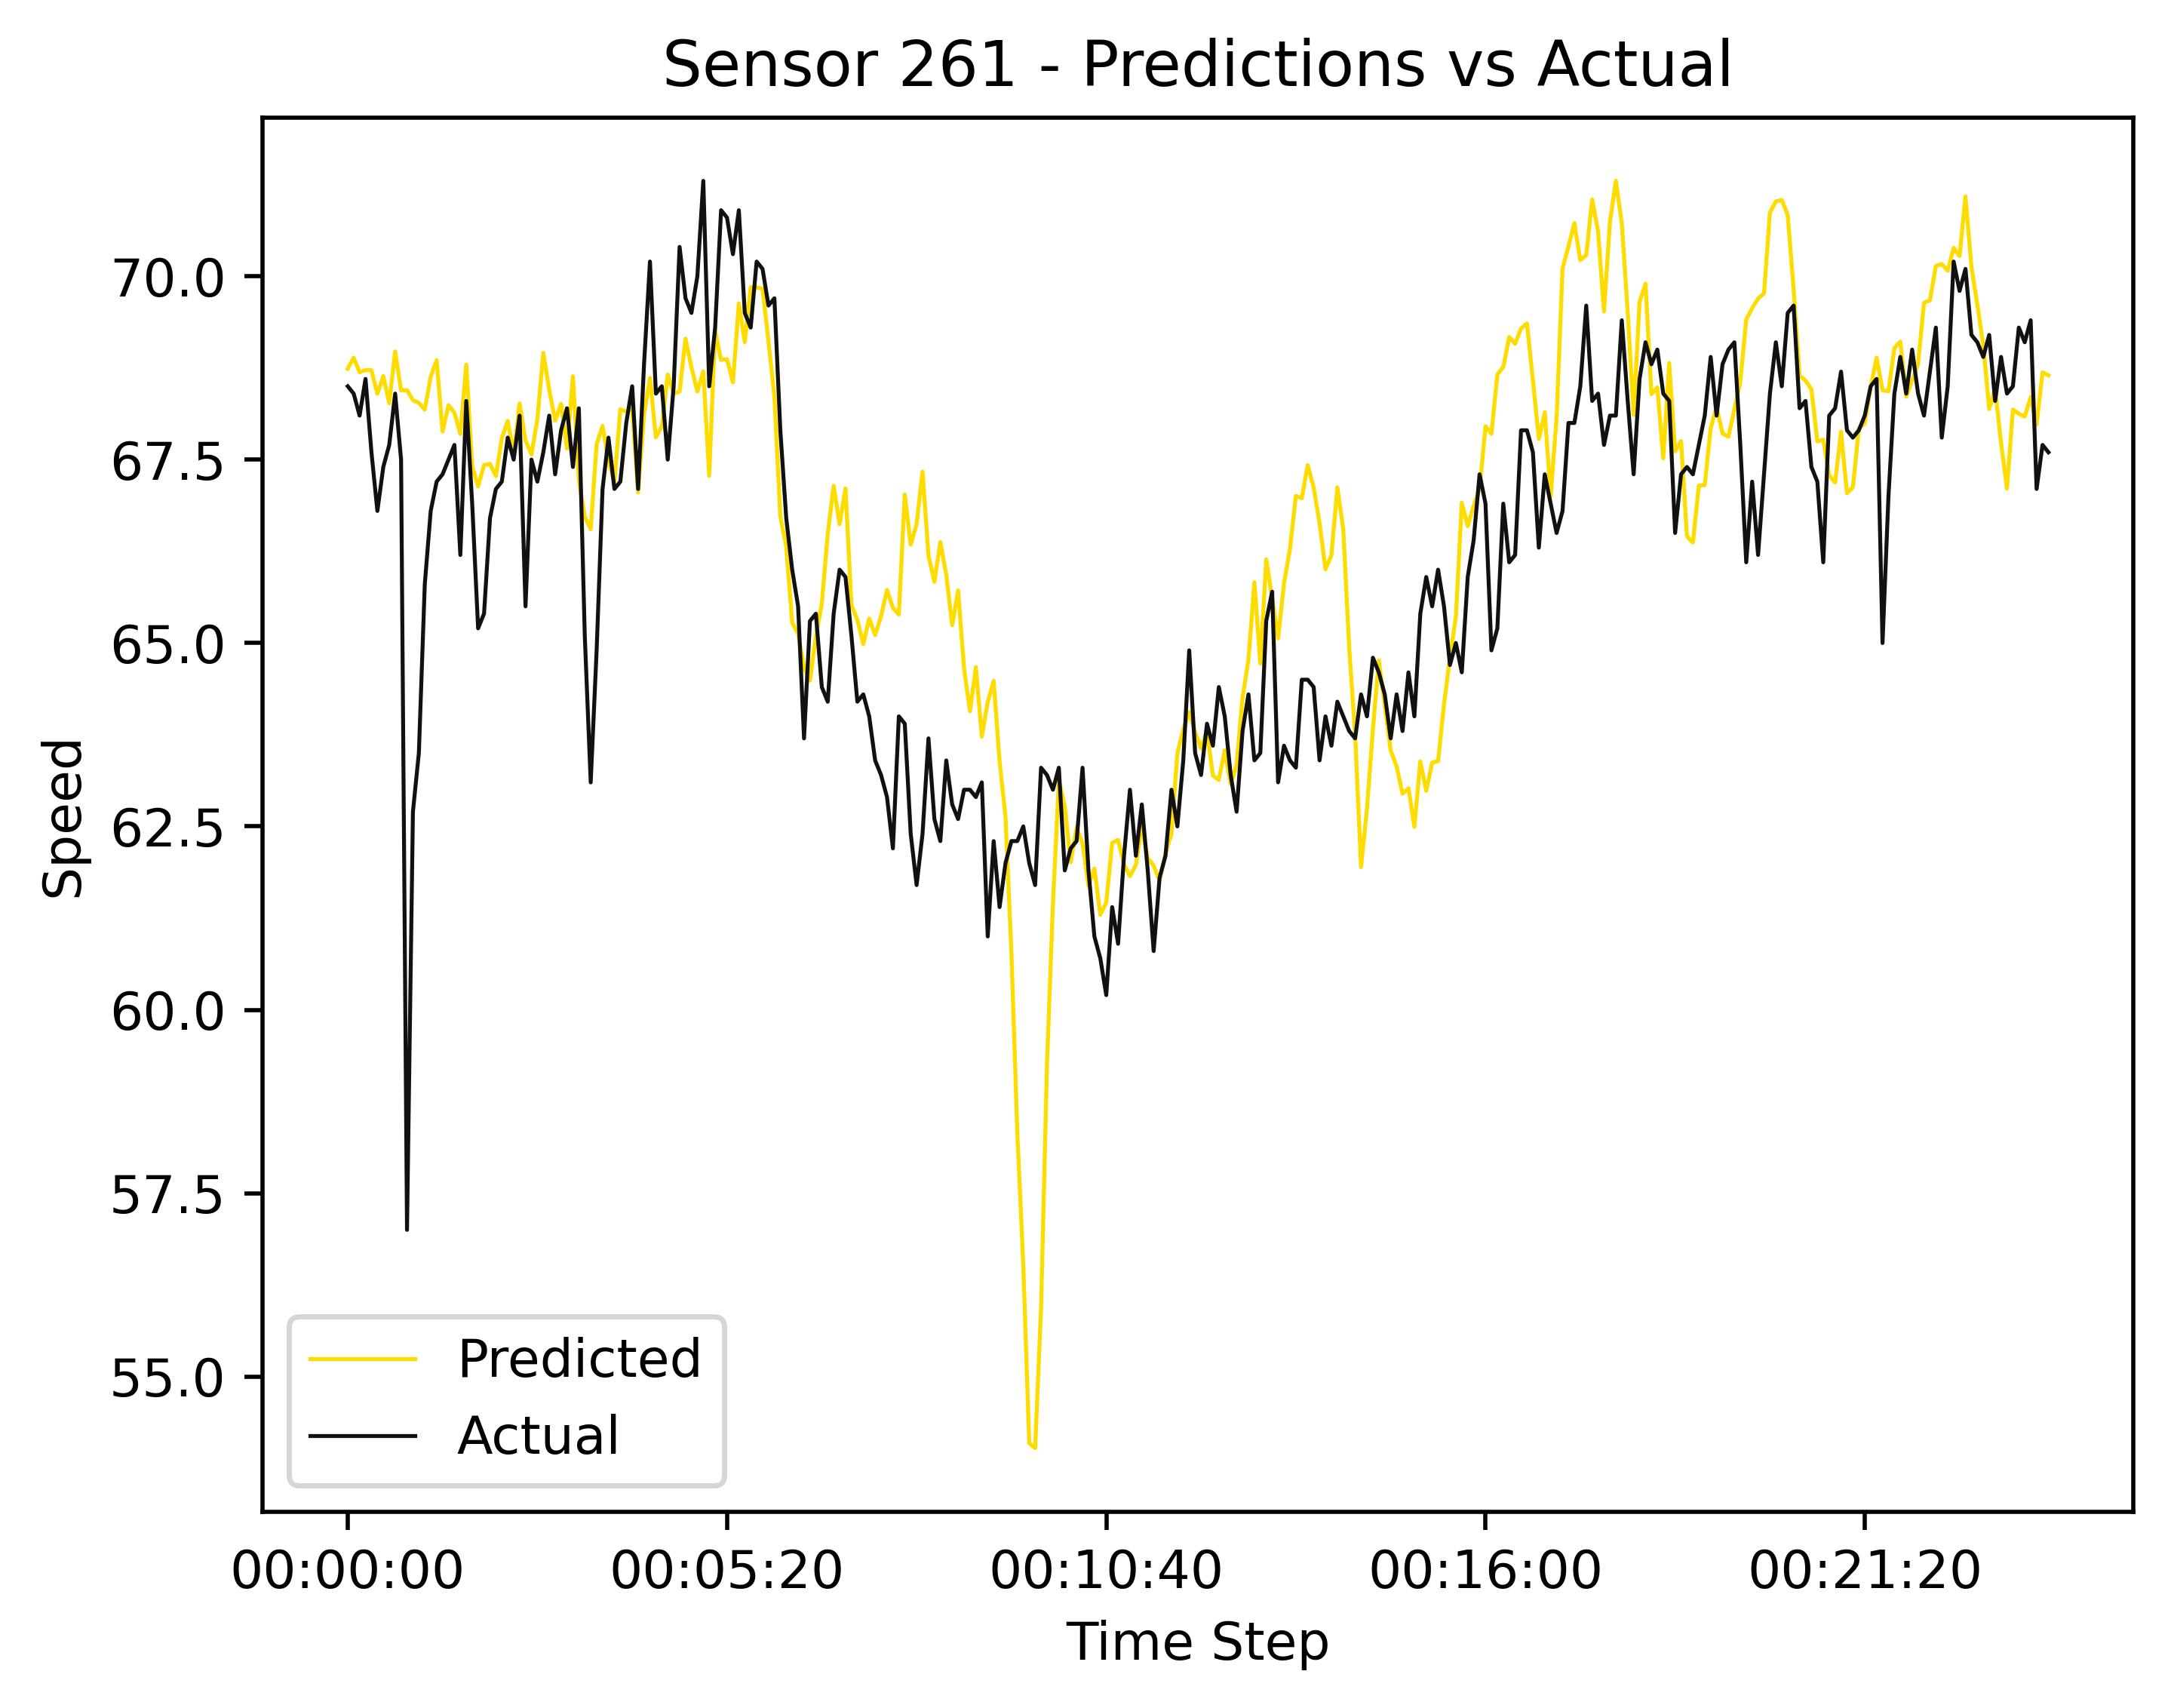 Sensor 261 - Predictions vs Actual
70.0
67.5
65.0
62.5
60.0
57.5
55.0
Speed
Predicted
Actual
00:00:00 00:05:20 00:10:40 00:16:00 00:21:20
Time Step